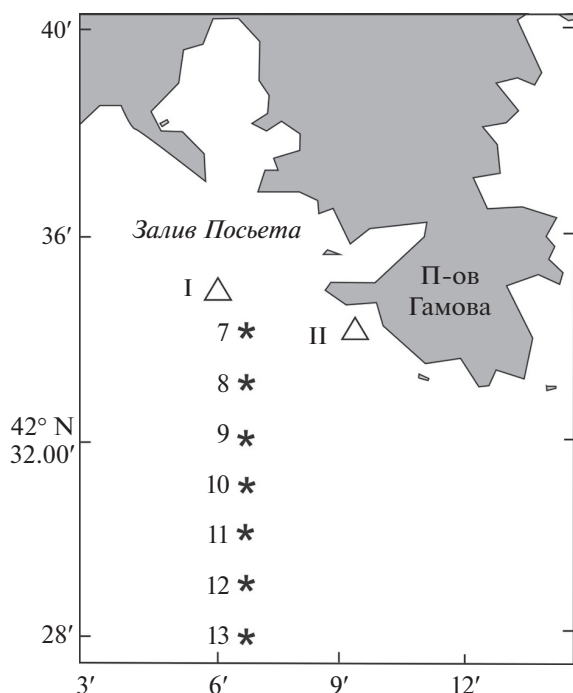 40′
36′
Залив Посьета
I
П-ов
Гамова
II
7
8
42° N
32.00′
9
10
11
12
28′
13
3′ 6′ 9′ 12′